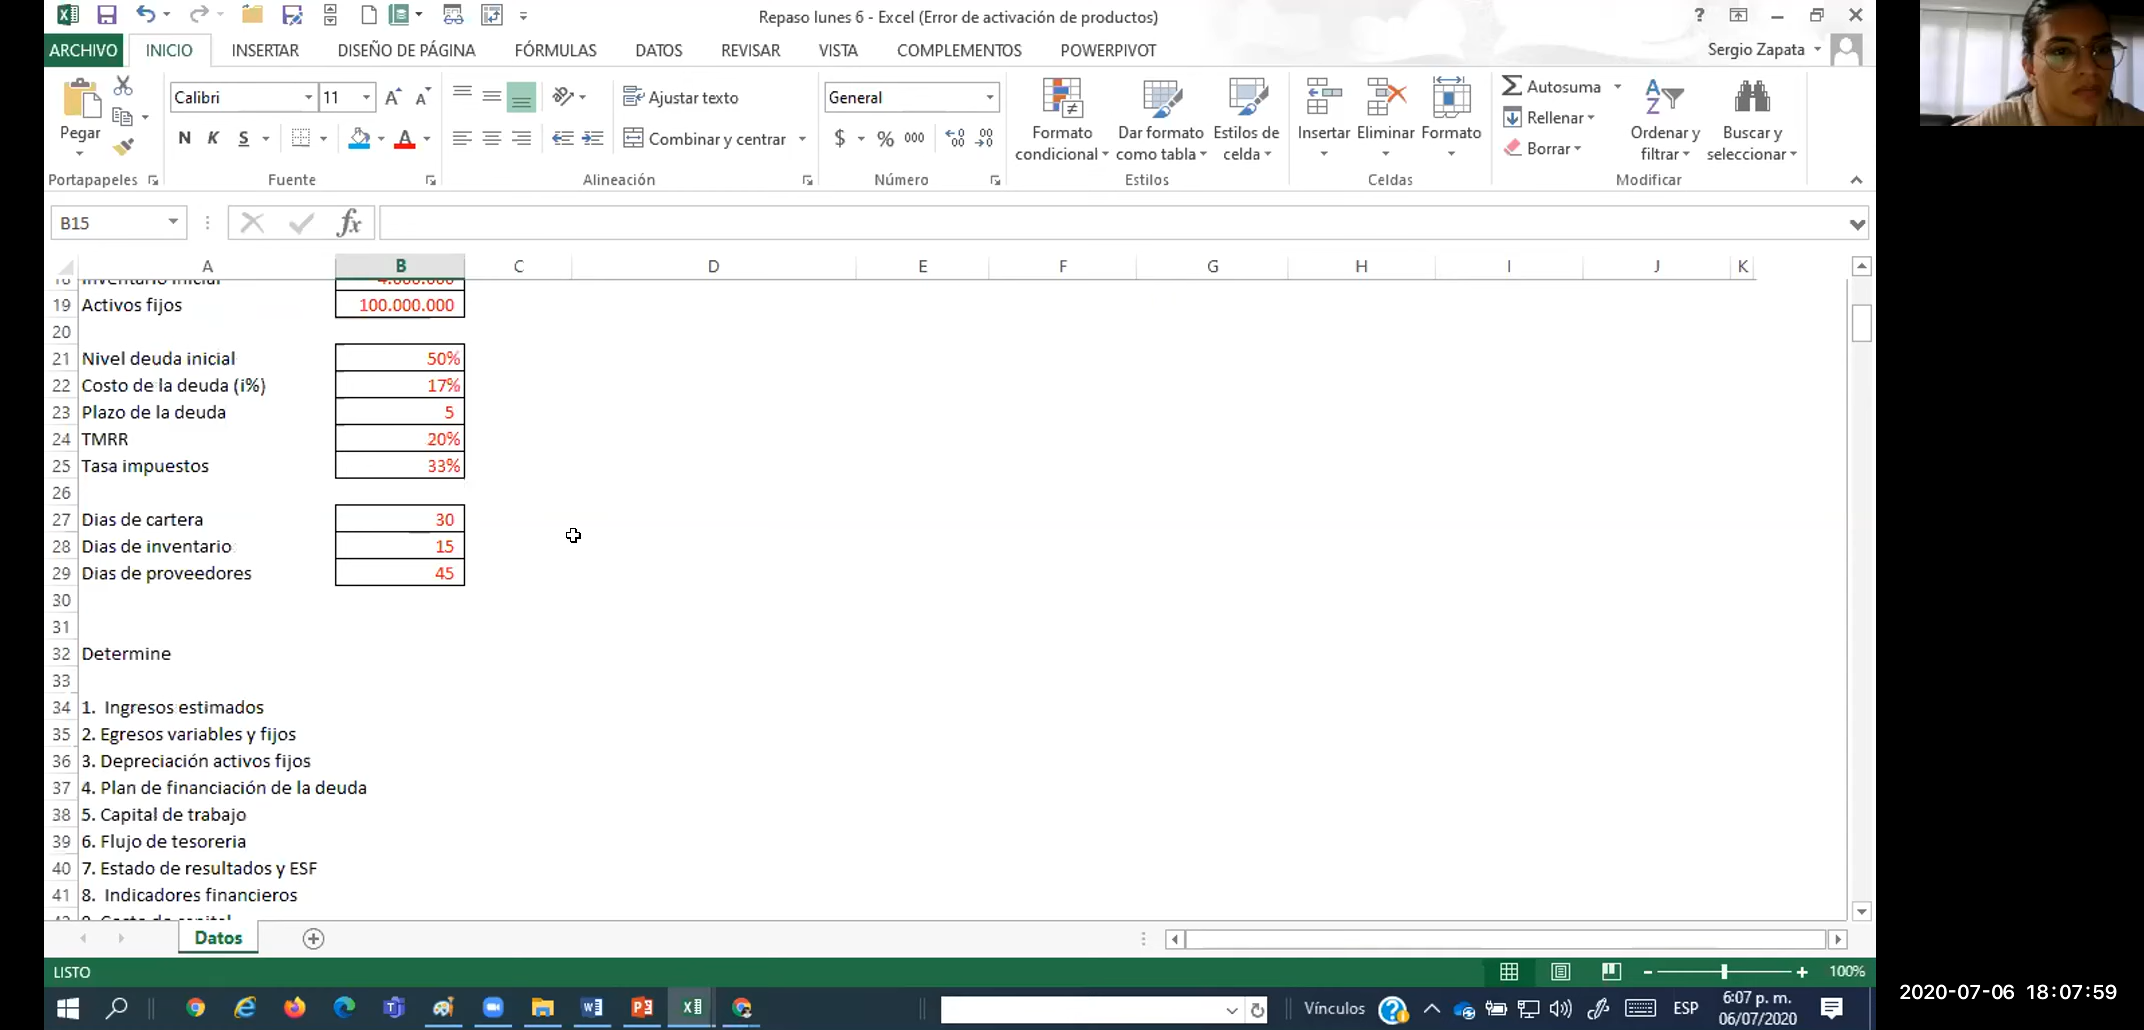 Repaso lunes 6 - Excel (Error de activación de productos)
ARCHIVO INICIO INSERTAR DISEÑO DE PÁGINA FÓRMULAS DATOS REVISAR VISTA COMPLEMENTOS POWERPIVOT Sergio Zapata
Pegar
Calibri 11
N K S
Ajustar texto
Combinar y centrar
General
$ % 000
Formato condicional
Dar formato como tabla
Estilos de celda
Insertar Eliminar Formato
Autosuma
Rellenar
Borrar
Ordenar y filtrar
Buscar y seleccionar
Portapapeles Fuente Alineación Número Estilos Celdas Modificar
B15 fx
A B C D E F G H I J K
18 Inventario inicial 4.000.000
19 Activos fijos 100.000.000
20
21 Nivel deuda inicial 50%
22 Costo de la deuda (i%) 17%
23 Plazo de la deuda 5
24 TMRR 20%
25 Tasa impuestos 33%
26
27 Dias de cartera 30
28 Dias de inventario 15
29 Dias de proveedores 45
30
31
32 Determine
33
34 1. Ingresos estimados
35 2. Egresos variables y fijos
36 3. Depreciación activos fijos
37 4. Plan de financiación de la deuda
38 5. Capital de trabajo
39 6. Flujo de tesoreria
40 7. Estado de resultados y ESF
41 8. Indicadores financieros
Datos
LISTO 100%
Vínculos ESP 6:07 p. m.
06/07/2020
2020-07-06 18:07:59